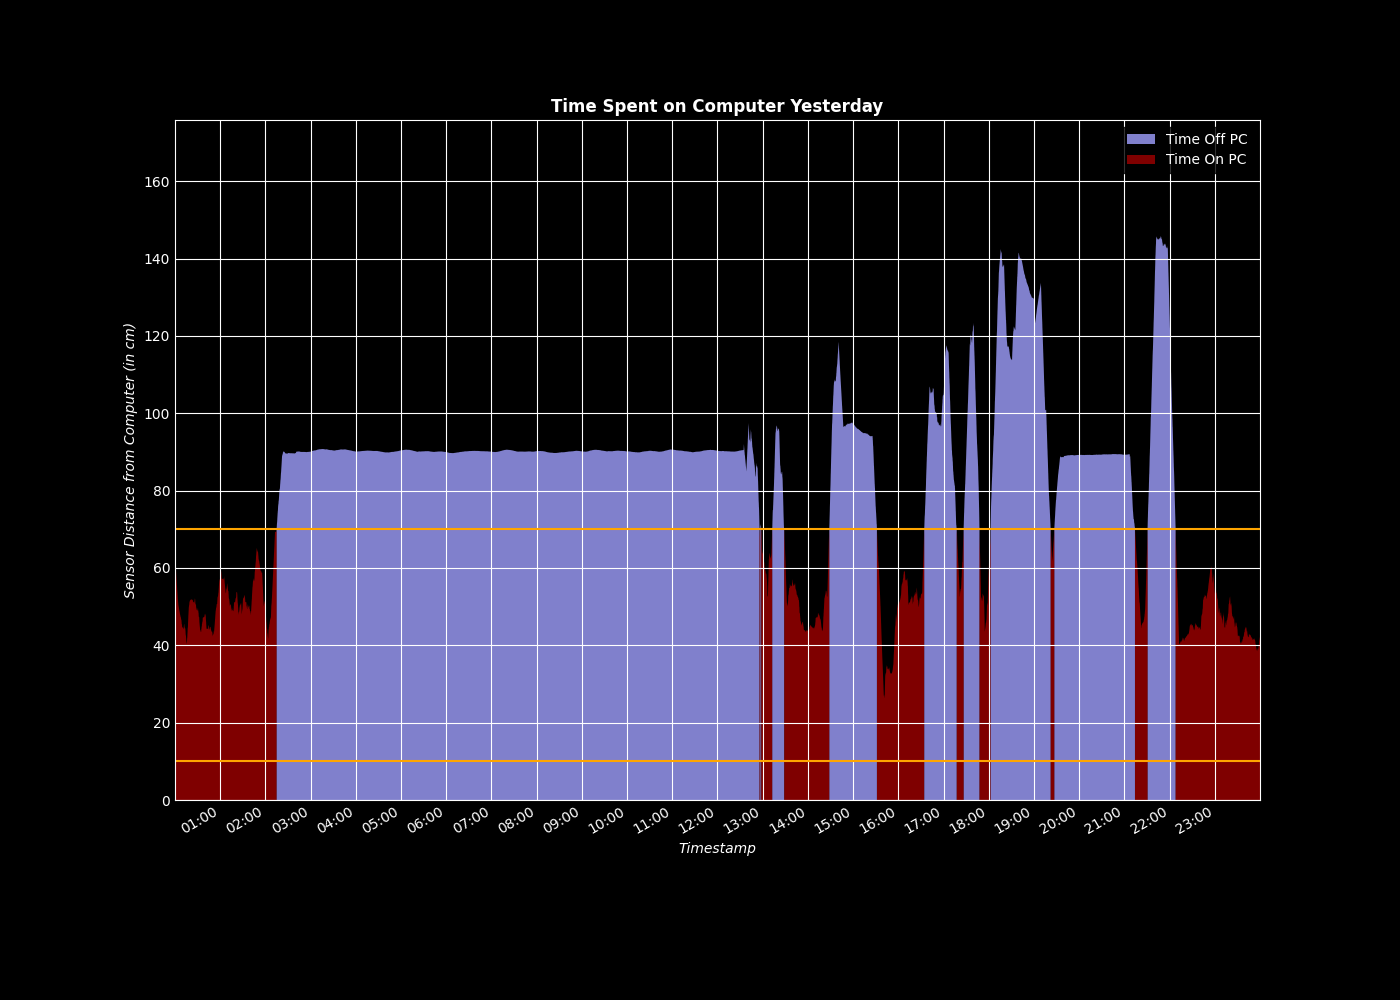 Time Spent on Computer Yesterday
Time Off PC
Time On PC
160
140
120
100
80
60
40
20
0
Sensor Distance from Computer (in cm)
01:00 02:00 03:00 04:00 05:00 06:00 07:00 08:00 09:00 10:00 11:00 12:00 13:00 14:00 15:00 16:00 17:00 18:00 19:00 20:00 21:00 22:00 23:00
Timestamp